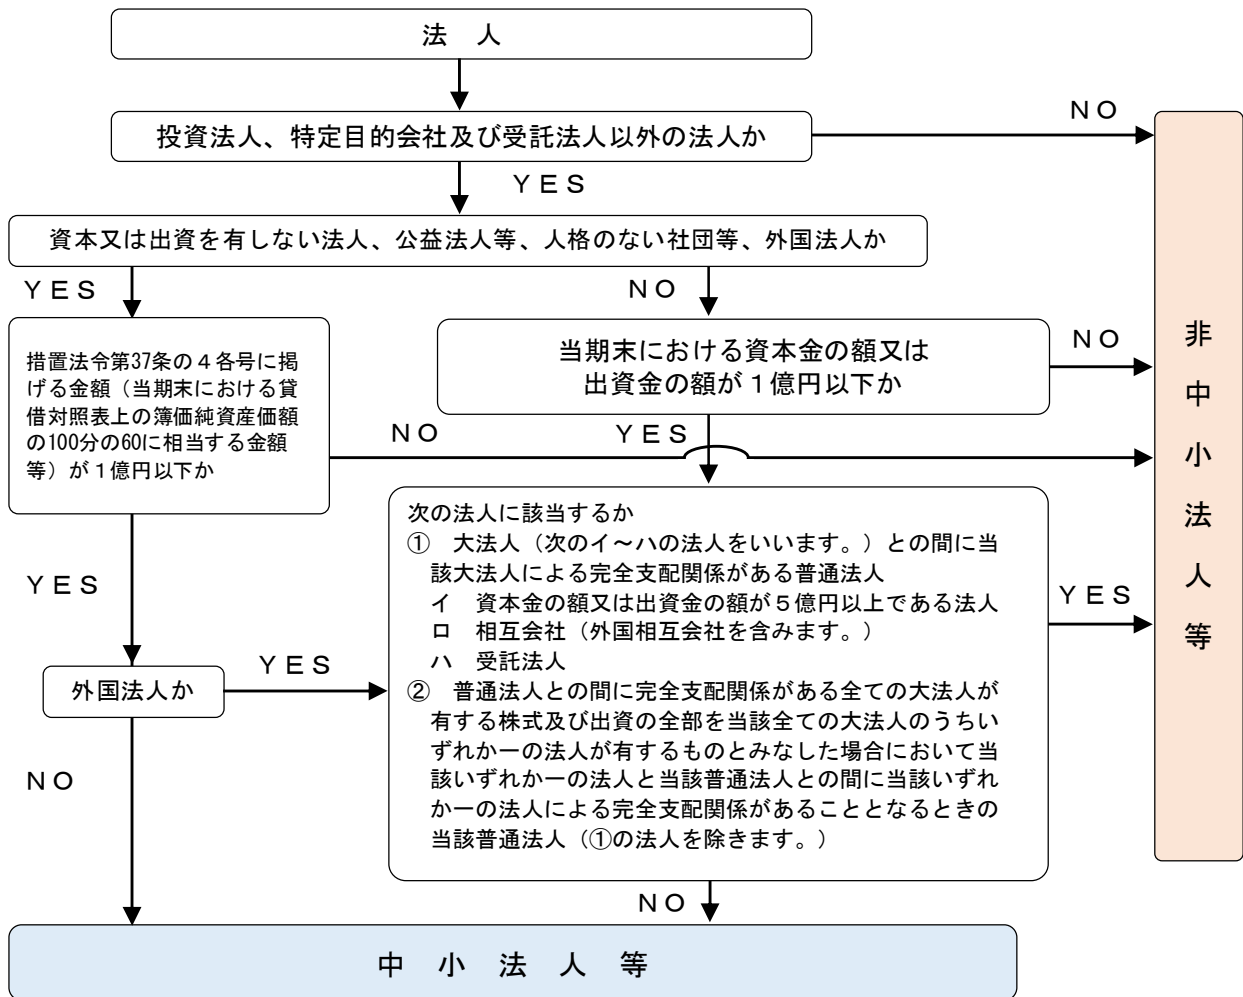 法 人
NO
投資法人、特定目的会社及び受託法人以外の法人か
YES
資本又は出資を有しない法人、公益法人等、人格のない社団等、外国法人か
YES
NO
措置法令第37条の4各号に掲
げる金額（当期末における貸
借対照表上の簿価純資産価額
の100分の60に相当する金額
等）が１億円以下か
当期末における資本金の額又は
出資金の額が１億円以下か
NO
NO
YES
次の法人に該当するか
① 大法人（次のイ～ハの法人をいいます。）との間に当
該大法人による完全支配関係がある普通法人
イ 資本金の額又は出資金の額が５億円以上である法人
ロ 相互会社（外国相互会社を含みます。）
ハ 受託法人
② 普通法人との間に完全支配関係がある全ての大法人が
有する株式及び出資の全部を当該全ての大法人のうちい
ずれか一の法人が有するものとみなした場合において当
該いずれか一の法人と当該普通法人との間に当該いずれ
か一の法人による完全支配関係があることとなるときの
当該普通法人（①の法人を除きます。）
YES
YES
外国法人か
YES
NO
NO
非中小法人等
中 小 法 人 等